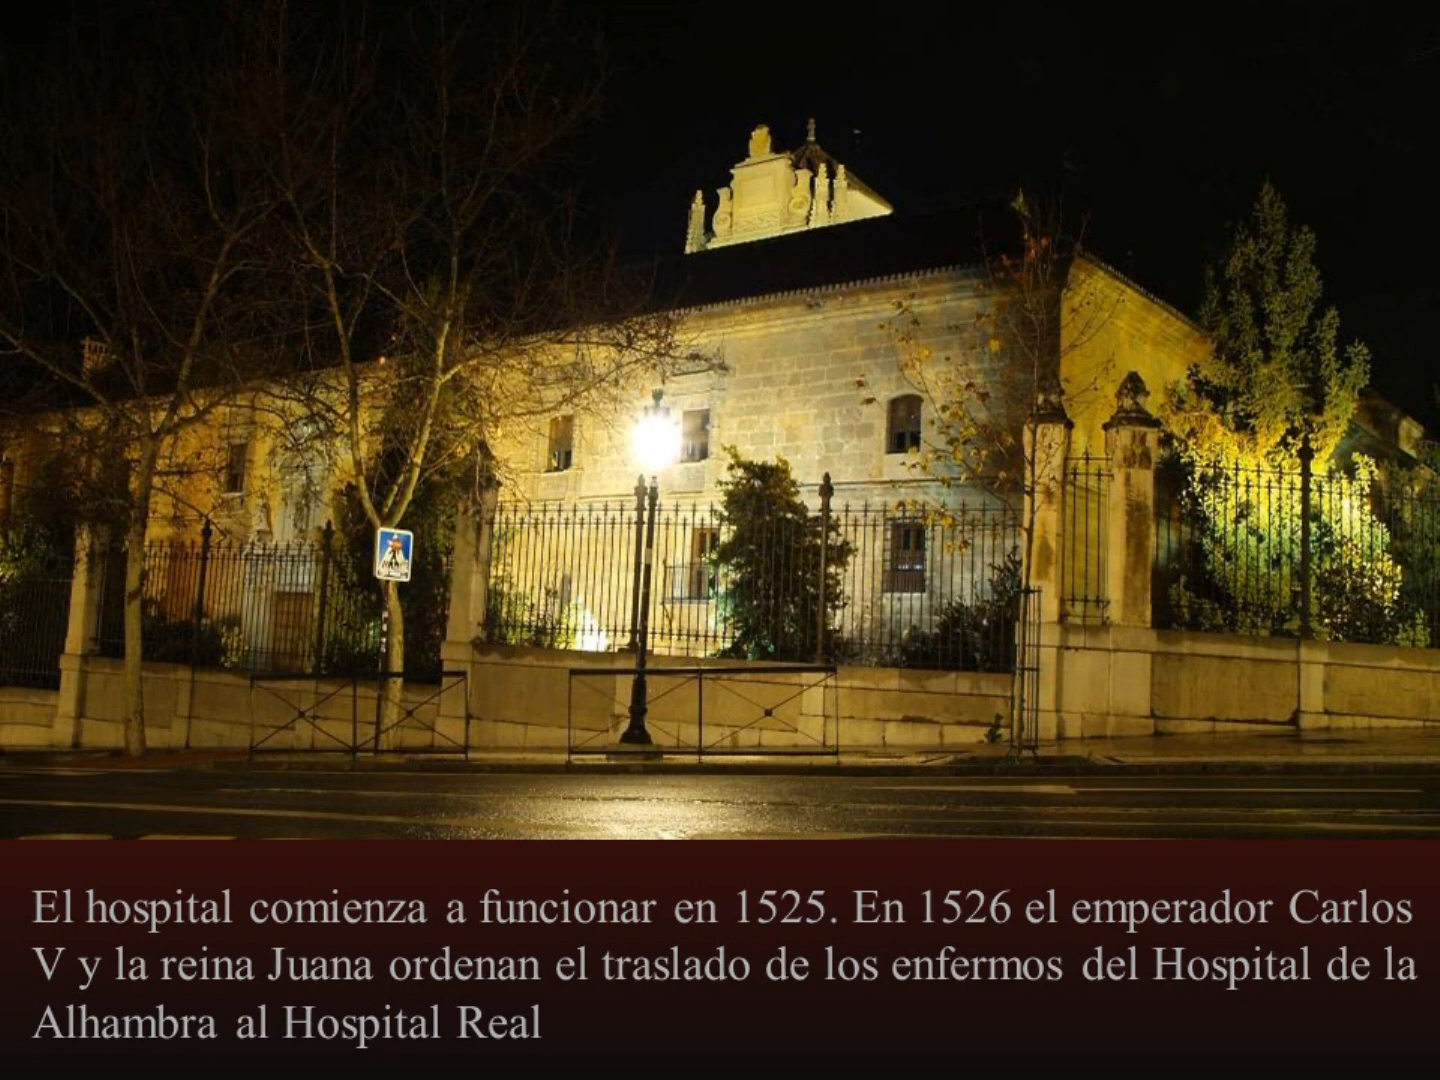 El hospital comienza a funcionar en 1525. En 1526 el emperador Carlos
V y la reina Juana ordenan el traslado de los enfermos del Hospital de la
Alhambra al Hospital Real